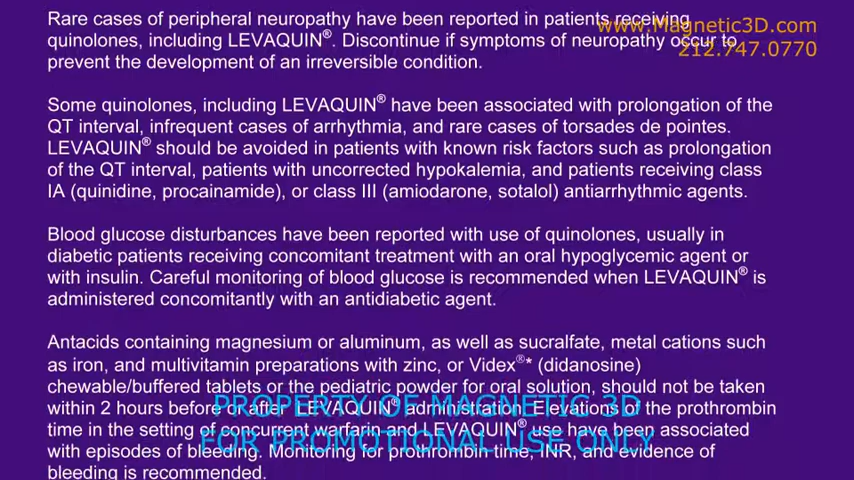 Rare cases of peripheral neuropathy have been reported in patients receiving
www.Magnetic3D.com
quinolones, including LEVAQUIN®. Discontinue if symptoms of neuropathy occur to
212.747.0770
prevent the development of an irreversible condition.
Some quinolones, including LEVAQUIN® have been associated with prolongation of the
QT interval, infrequent cases of arrhythmia, and rare cases of torsades de pointes.
LEVAQUIN® should be avoided in patients with known risk factors such as prolongation
of the QT interval, patients with uncorrected hypokalemia, and patients receiving class
IA (quinidine, procainamide), or class III (amiodarone, sotalol) antiarrhythmic agents.
Blood glucose disturbances have been reported with use of quinolones, usually in
diabetic patients receiving concomitant treatment with an oral hypoglycemic agent or
with insulin. Careful monitoring of blood glucose is recommended when LEVAQUIN® is
administered concomitantly with an antidiabetic agent.
Antacids containing magnesium or aluminum, as well as sucralfate, metal cations such
as iron, and multivitamin preparations with zinc, or Videx®* (didanosine)
chewable/buffered tablets or the pediatric powder for oral solution, should not be taken
within 2 hours before or after LEVAQUIN® administration. Elevations of the prothrombin
PROPERTY OF MAGNETIC 3D
time in the setting of concurrent warfarin and LEVAQUIN® use have been associated
FOR PROMOTIONAL USE ONLY
with episodes of bleeding. Monitoring for prothrombin time, INR, and evidence of
bleeding is recommended.